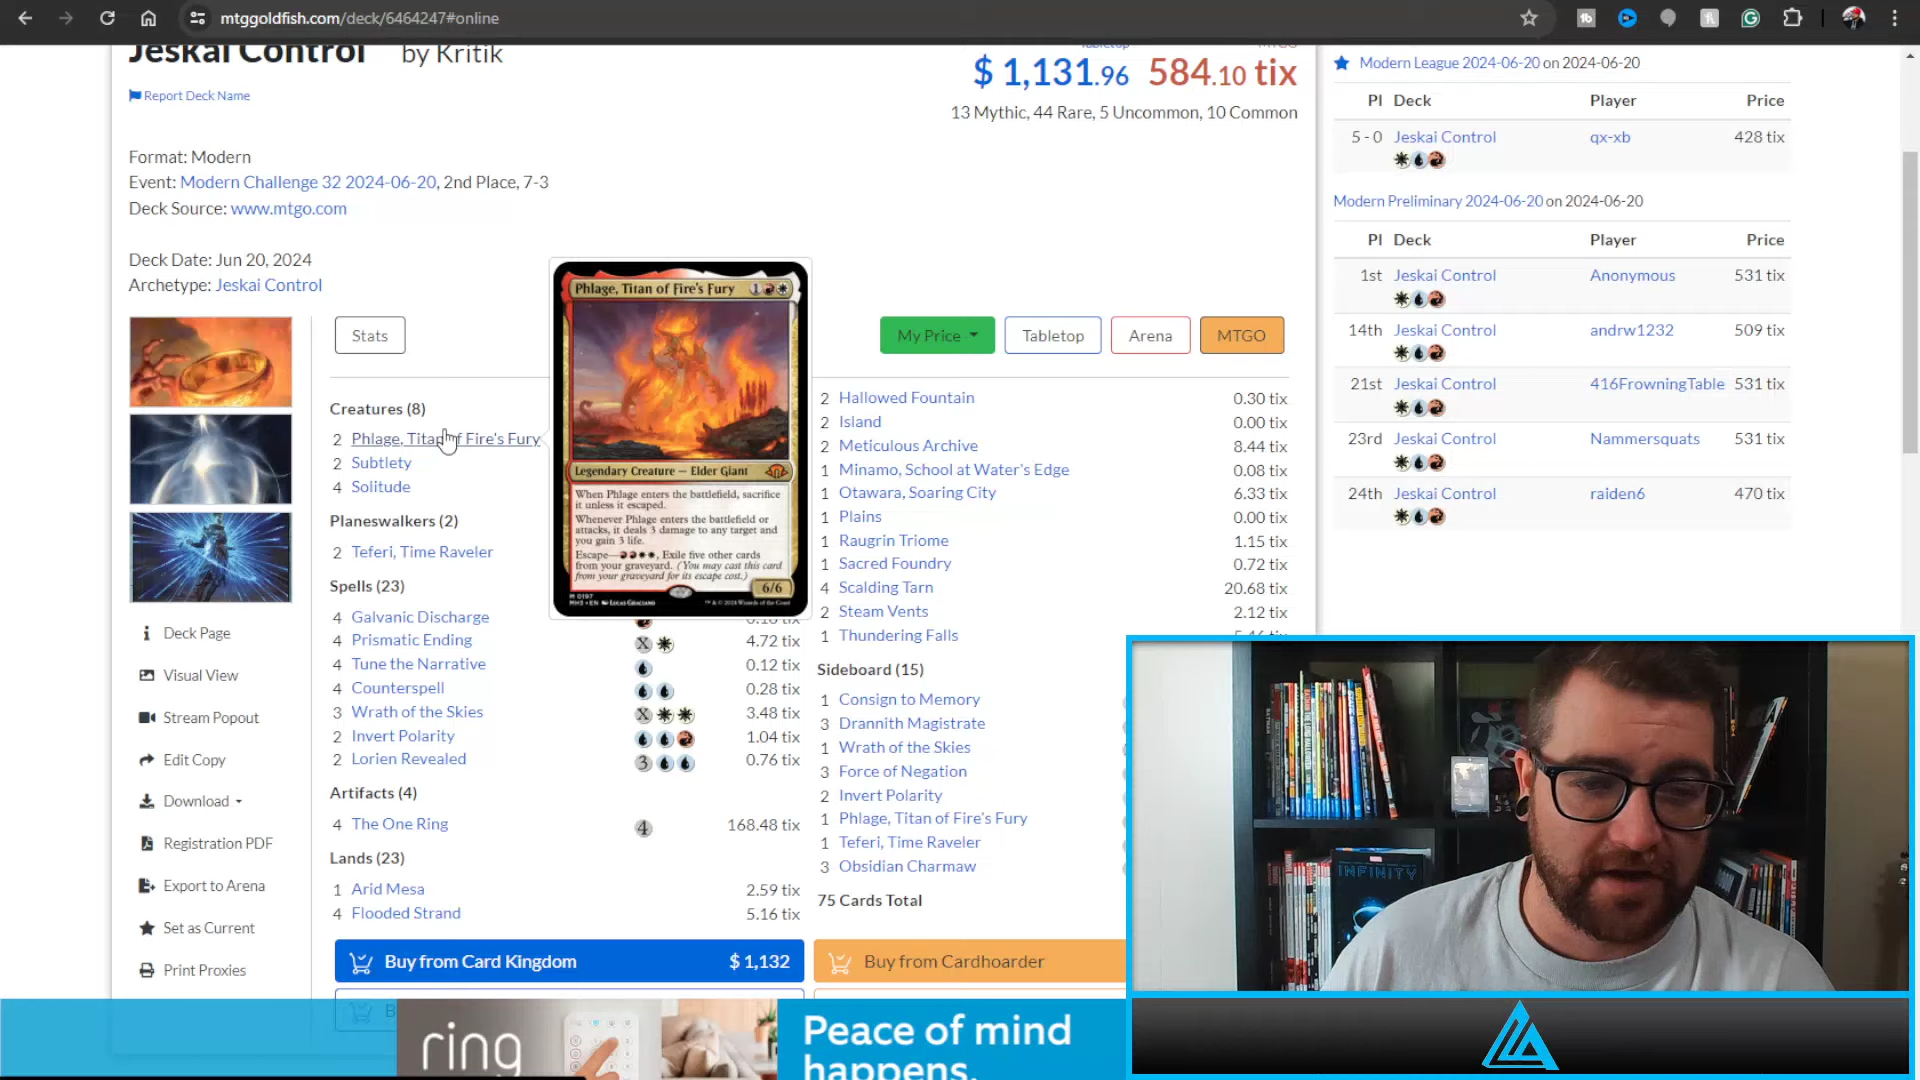 mtggoldfish.com/deck/6464247#online
Jeskai Control by Kritik
Report Deck Name
Tabletop MTGO
$ 1,131.96 584.10 tix
13 Mythic, 44 Rare, 5 Uncommon, 10 Common
Format: Modern
Event: Modern Challenge 32 2024-06-20, 2nd Place, 7-3
Deck Source: www.mtgo.com
Deck Date: Jun 20, 2024
Archetype: Jeskai Control
Stats
My Price
Tabletop
Arena
MTGO
Creatures (8)
2 Phlage, Titan of Fire's Fury
2 Subtlety
4 Solitude
Planeswalkers (2)
2 Teferi, Time Raveler
Spells (23)
4 Galvanic Discharge
4 Prismatic Ending X 4.72 tix
4 Tune the Narrative 0.12 tix
4 Counterspell 0.28 tix
3 Wrath of the Skies X 3.48 tix
2 Invert Polarity 1.04 tix
2 Lorien Revealed 3 0.76 tix
Artifacts (4)
4 The One Ring 4 168.48 tix
Lands (23)
1 Arid Mesa 2.59 tix
4 Flooded Strand 5.16 tix
Phlage, Titan of Fire's Fury 1
Legendary Creature — Elder Giant
When Phlage enters the battlefield, sacrifice
it unless it escaped.
Whenever Phlage enters the battlefield or
attacks, it deals 3 damage to any target and
you gain 3 life.
Escape—, Exile five other cards
from your graveyard. (You may cast this card
from your graveyard for its escape cost.)
6/6
M 0197
MH3 • EN LUCAS GRACIANO
2 Hallowed Fountain 0.30 tix
2 Island 0.00 tix
2 Meticulous Archive 8.44 tix
1 Minamo, School at Water's Edge 0.08 tix
1 Otawara, Soaring City 6.33 tix
1 Plains 0.00 tix
1 Raugrin Triome 1.15 tix
1 Sacred Foundry 0.72 tix
4 Scalding Tarn 20.68 tix
2 Steam Vents 2.12 tix
1 Thundering Falls
Sideboard (15)
1 Consign to Memory
3 Drannith Magistrate
1 Wrath of the Skies
3 Force of Negation
2 Invert Polarity
1 Phlage, Titan of Fire's Fury
1 Teferi, Time Raveler
3 Obsidian Charmaw
75 Cards Total
Buy from Card Kingdom $ 1,132
Buy from Cardhoarder
Deck Page
Visual View
Stream Popout
Edit Copy
Download
Registration PDF
Export to Arena
Set as Current
Print Proxies
Modern League 2024-06-20 on 2024-06-20
Pl Deck Player Price
5 - 0 Jeskai Control qx-xb 428 tix
Modern Preliminary 2024-06-20 on 2024-06-20
Pl Deck Player Price
1st Jeskai Control Anonymous 531 tix
14th Jeskai Control andrw1232 509 tix
21st Jeskai Control 416FrowningTable 531 tix
23rd Jeskai Control Nammersquats 531 tix
24th Jeskai Control raiden6 470 tix
INFINITY
ring
Peace of mind
happens.